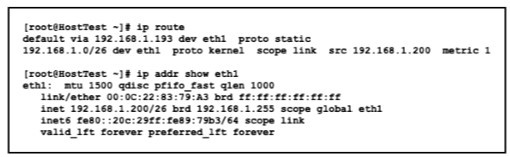 [root@HostTest ~]# ip route
default via 192.168.1.193 dev eth1 proto static
192.168.1.0/26 dev eth1 proto kernel scope link src 192.168.1.200 metric 1
[root@HostTest ~]# ip addr show eth1
eth1: mtu 1500 qdisc pfifo_fast qlen 1000
link/ether 00:0C:22:83:79:A3 brd ff:ff:ff:ff:ff:ff
inet 192.168.1.200/26 brd 192.168.1.255 scope global eth1
inet6 fe80::20c:29ff:fe89:79b3/64 scope link
valid_lft forever preferred_lft forever